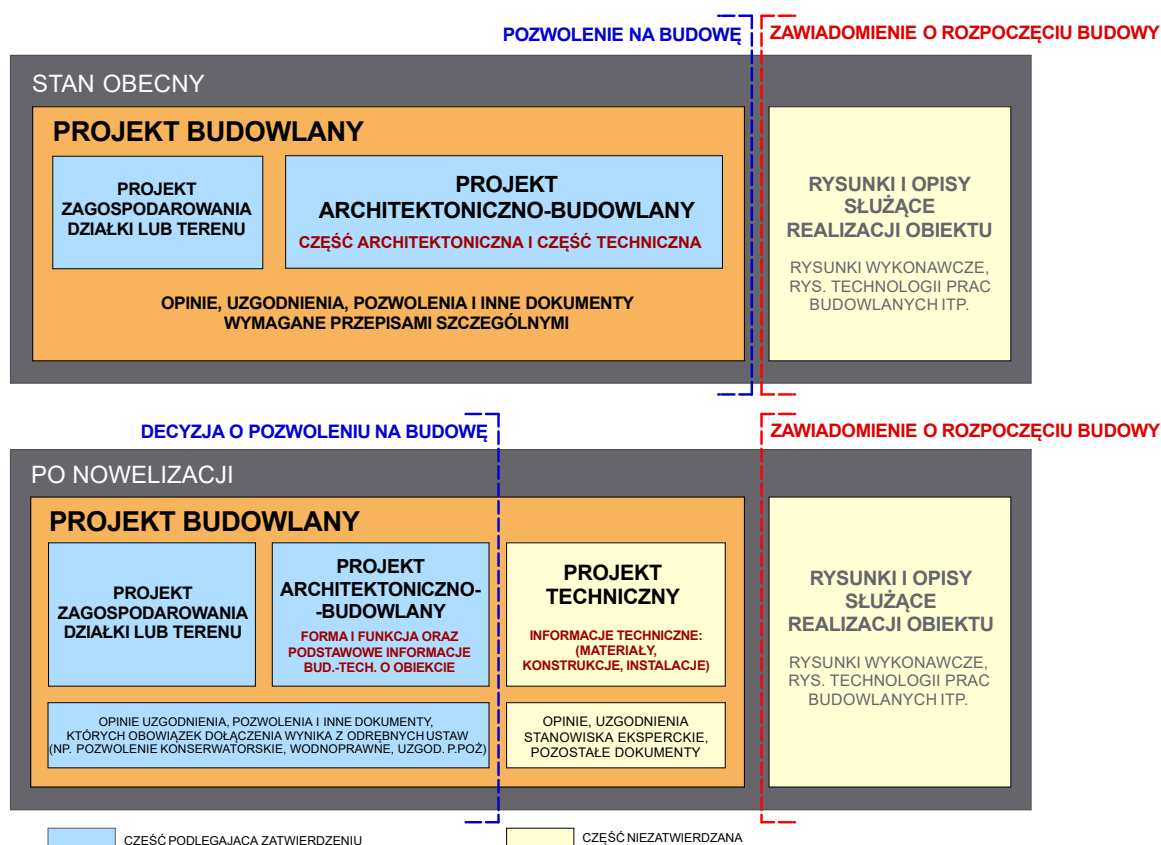 POZWOLENIE NA BUDOWĘ
ZAWIADOMIENIE O ROZPOCZĘCIU BUDOWY
STAN OBECNY
PROJEKT BUDOWLANY
PROJEKT
ZAGOSPODAROWANIA
DZIAŁKI LUB TERENU
PROJEKT
ARCHITEKTONICZNO-BUDOWLANY
CZĘŚĆ ARCHITEKTONICZNA I CZĘŚĆ TECHNICZNA
OPINIE, UZGODNIENIA, POZWOLENIA I INNE DOKUMENTY
WYMAGANE PRZEPISAMI SZCZEGÓLNYMI
RYSUNKI I OPISY
SŁUŻĄCE
REALIZACJI OBIEKTU
RYSUNKI WYKONAWCZE,
RYS. TECHNOLOGII PRAC
BUDOWLANYCH ITP.
DECYZJA O POZWOLENIU NA BUDOWĘ
ZAWIADOMIENIE O ROZPOCZĘCIU BUDOWY
PO NOWELIZACJI
PROJEKT BUDOWLANY
PROJEKT
ZAGOSPODAROWANIA
DZIAŁKI LUB TERENU
PROJEKT
ARCHITEKTONICZNO-
-BUDOWLANY
FORMA I FUNKCJA ORAZ
PODSTAWOWE INFORMACJE
BUD.-TECH. O OBIEKCIE
PROJEKT
TECHNICZNY
INFORMACJE TECHNICZNE:
(MATERIAŁY,
KONSTRUKCJE, INSTALACJE)
OPINIE UZGODNIENIA, POZWOLENIA I INNE DOKUMENTY,
KTÓRYCH OBOWIĄZEK DOŁĄCZENIA WYNIKA Z ODRĘBNYCH USTAW
(NP. POZWOLENIE KONSERWATORSKIE, WODNOPRAWNE, UZGOD. P.POŻ)
OPINIE, UZGODNIENIA
STANOWISKA EKSPERCKIE,
POZOSTAŁE DOKUMENTY
RYSUNKI I OPISY
SŁUŻĄCE
REALIZACJI OBIEKTU
RYSUNKI WYKONAWCZE,
RYS. TECHNOLOGII PRAC
BUDOWLANYCH ITP.
CZĘŚĆ PODLEGAJĄCA ZATWIERDZENIU
CZĘŚĆ NIEZATWIERDZANA